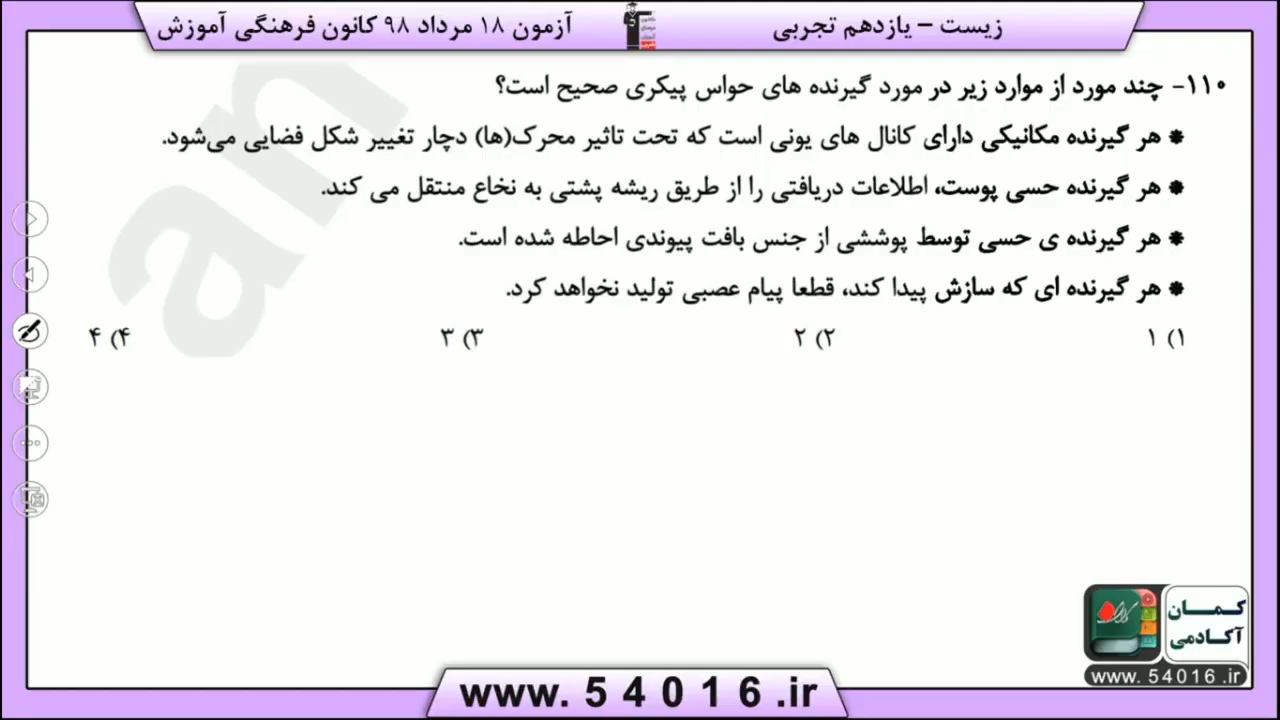 زیست – یازدهم تجربی
آزمون ۱۸ مرداد ۹۸ کانون فرهنگی آموزش
۱۱۰- چند مورد از موارد زیر در مورد گیرنده های حواس پیکری صحیح است؟
* هر گیرنده مکانیکی دارای کانال های یونی است که تحت تاثیر محرک(ها) دچار تغییر شکل فضایی می‌شود.
* هر گیرنده حسی پوست، اطلاعات دریافتی را از طریق ریشه پشتی به نخاع منتقل می کند.
* هر گیرنده ی حسی توسط پوششی از جنس بافت پیوندی احاطه شده است.
* هر گیرنده ای که سازش پیدا کند، قطعا پیام عصبی تولید نخواهد کرد.
۱) ۱ ۲) ۲ ۳) ۳ ۴) ۴
an
کمان
آکادمی
www. 54016 .ir
www. 54016 .ir